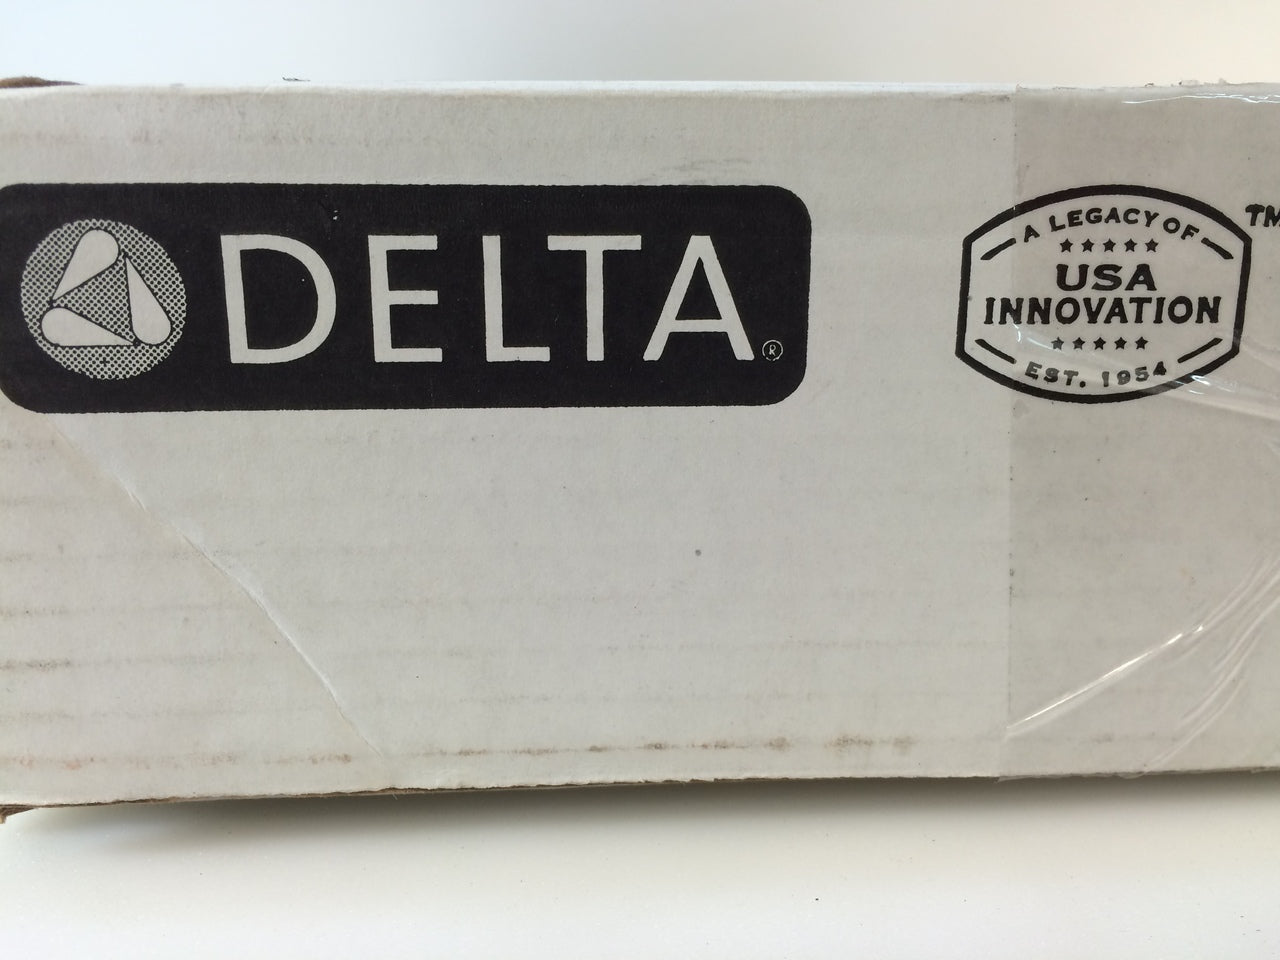 DELTA®
A LEGACY OF
USA
INNOVATION
EST. 1954
TM